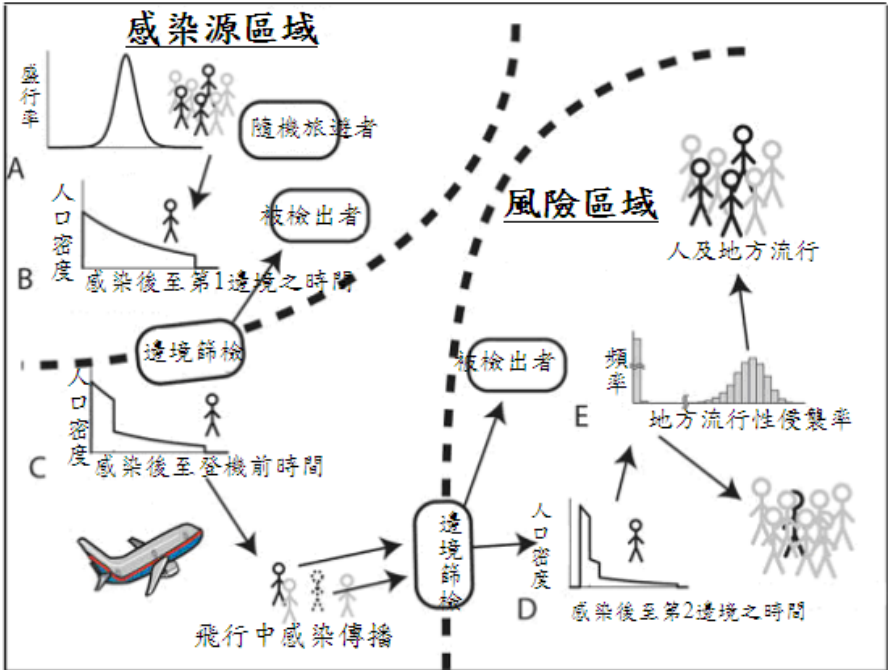 感染源區域
盛行率
隨機旅遊者
A
人口密度
被檢出者
B
感染後至第1邊境之時間
邊境篩檢
人口密度
C
感染後至登機前時間
飛行中感染傳播
風險區域
人及地方流行
被檢出者
頻率
E
地方流行性侵襲率
邊境篩檢
人口密度
D
感染後至第2邊境之時間